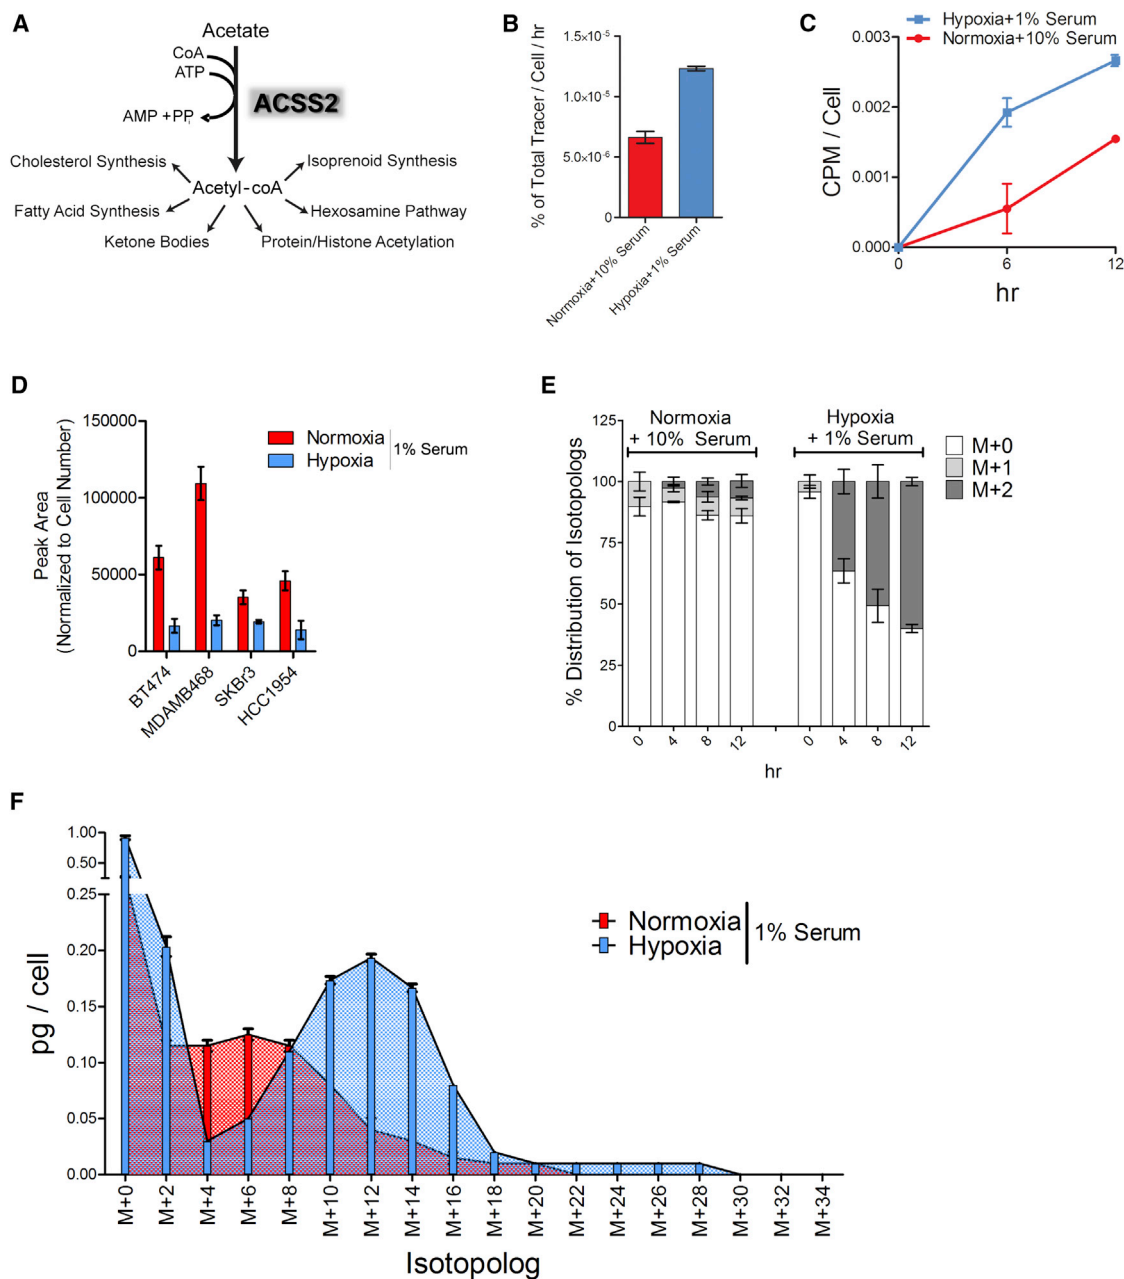 A
Acetate
CoA
ATP
ACSS2
AMP +PPi
Cholesterol Synthesis
Isoprenoid Synthesis
Acetyl-coA
Fatty Acid Synthesis
Hexosamine Pathway
Ketone Bodies
Protein/Histone Acetylation
B
% of Total Tracer / Cell / hr
1.5×10⁻⁵
1.0×10⁻⁵
5.0×10⁻⁶
0
Normoxia+10% Serum
Hypoxia+1% Serum
C
Hypoxia+1% Serum
Normoxia+10% Serum
CPM / Cell
0.003
0.002
0.001
0.000
0 6 12
hr
D
Peak Area
(Normalized to Cell Number)
150000
100000
50000
0
Normoxia
Hypoxia
1% Serum
BT474
MDAMB468
SKBr3
HCC1954
E
% Distribution of Isotopologs
125
100
75
50
25
0
Normoxia
+ 10% Serum
Hypoxia
+ 1% Serum
M+0
M+1
M+2
0 4 8 12 0 4 8 12
hr
F
pg / cell
1.00
0.50
0.25
0.20
0.15
0.10
0.05
0.00
Normoxia
Hypoxia
1% Serum
M+0 M+2 M+4 M+6 M+8 M+10 M+12 M+14 M+16 M+18 M+20 M+22 M+24 M+26 M+28 M+30 M+32 M+34
Isotopolog